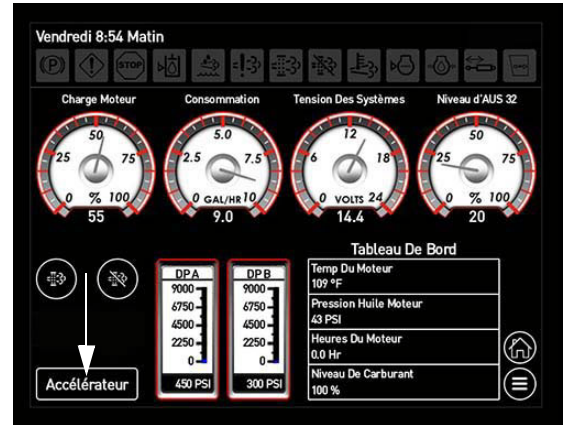 Vendredi 8:54 Matin
(P) STOP
Charge Moteur Consommation Tension Des Systèmes Niveau d'AUS 32
50 5.0 12 50
25 75 2.5 7.5 6 18 25 75
0 % 100 0 GAL/HR 10 0 VOLTS 24 0 % 100
55 9.0 14.4 20
Tableau De Bord
DPA DPB
9000 9000
6750 6750
4500 4500
2250 2250
0 0
450 PSI 300 PSI
Temp Du Moteur
109 °F
Pression Huile Moteur
43 PSI
Heures Du Moteur
0.0 Hr
Niveau De Carburant
100 %
Accélérateur